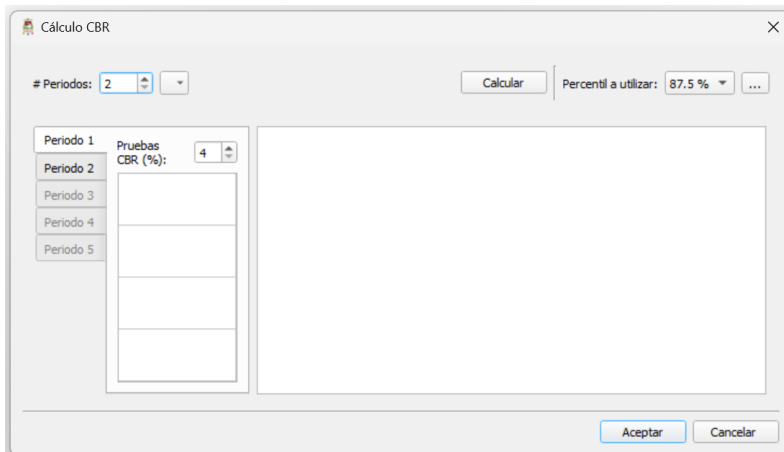 Cálculo CBR
# Periodos: 2
Calcular
Percentil a utilizar: 87.5 %
...
Periodo 1
Periodo 2
Periodo 3
Periodo 4
Periodo 5
Pruebas
CBR (%):
4
Aceptar
Cancelar